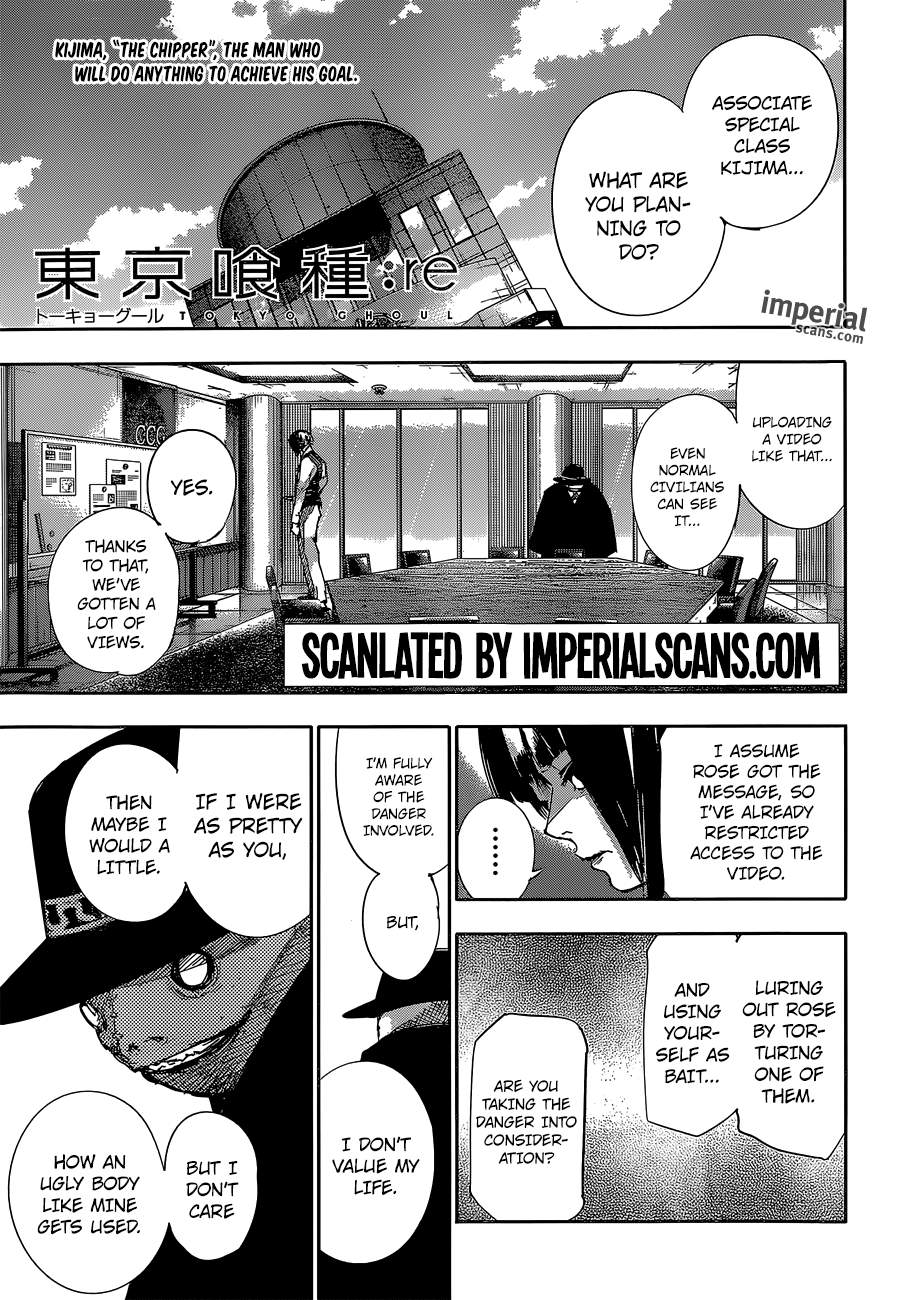 KIJIMA, "THE CHIPPER", THE MAN WHO
WILL DO ANYTHING TO ACHIEVE HIS GOAL.
ASSOCIATE
SPECIAL
CLASS
KIJIMA...
WHAT ARE
YOU PLAN-
NING TO
DO?
東京喰種:re
トーキョーグール TOKYO GHOUL
imperial
scans.com
UPLOADING
A VIDEO
LIKE THAT...
EVEN
NORMAL
CIVILIANS
CAN SEE
IT...
CCG
YES.
THANKS
TO THAT,
WE'VE
GOTTEN A
LOT OF
VIEWS.
SCANLATED BY IMPERIALSCANS.COM
I ASSUME
ROSE GOT THE
MESSAGE, SO
I'VE ALREADY
RESTRICTED
ACCESS TO THE
VIDEO.
......
LURING
OUT ROSE
BY TOR-
TURING
ONE OF
THEM.
AND
USING
YOUR-
SELF AS
BAIT...
ARE YOU
TAKING THE
DANGER INTO
CONSIDER-
ATION?
I'M FULLY
AWARE
OF THE
DANGER
INVOLVED.
BUT,
I DON'T
VALUE MY
LIFE.
IF I WERE
AS PRETTY
AS YOU,
THEN
MAYBE I
WOULD A
LITTLE.
BUT I
DON'T
CARE
HOW AN
UGLY BODY
LIKE MINE
GETS USED.